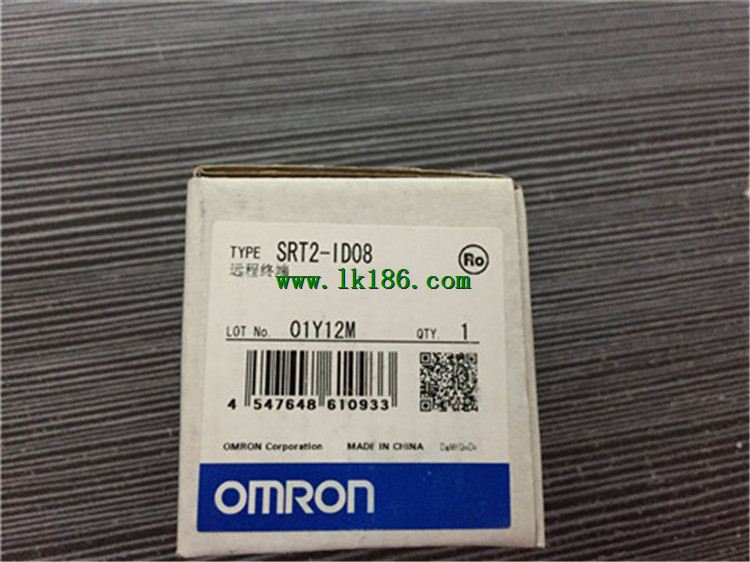 TYPE SRT2-ID08
远程终端
Ro
www.lk186.com
LOT No. 01Y12M QTY. 1
4 547648 610933
OMRON Corporation MADE IN CHINA
OMRON